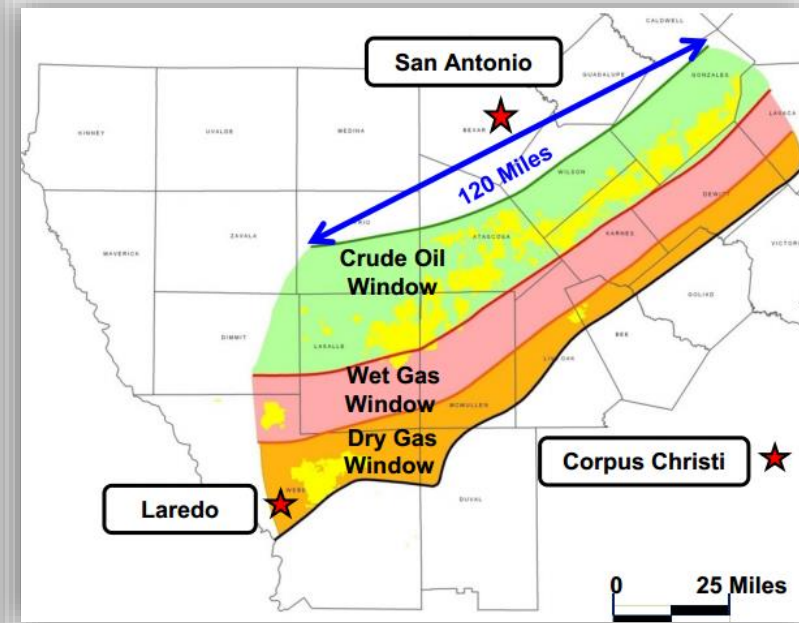 CALDWELL
San Antonio
GUADALUPE
GONZALES
KINNEY
UVALDE
MEDINA
BEXAR
LAVACA
120 Miles
WILSON
DEWITT
MAVERICK
ZAVALA
FRIO
ATASCOSA
KARNES
VICTORIA
Crude Oil
Window
GOLIAD
DIMMIT
LASALLE
BEE
LIVE OAK
Wet Gas
Window
MCMULLEN
Dry Gas
Window
Corpus Christi
WEBB
Laredo
DUVAL
0 25 Miles